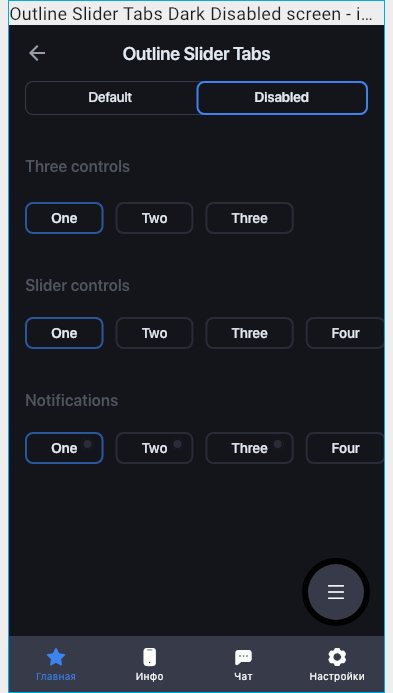 Outline Slider Tabs Dark Disabled screen - i...
Outline Slider Tabs
Default Disabled
Three controls
One Two Three
Slider controls
One Two Three Four
Notifications
One Two Three Four
Главная Инфо Чат Настройки